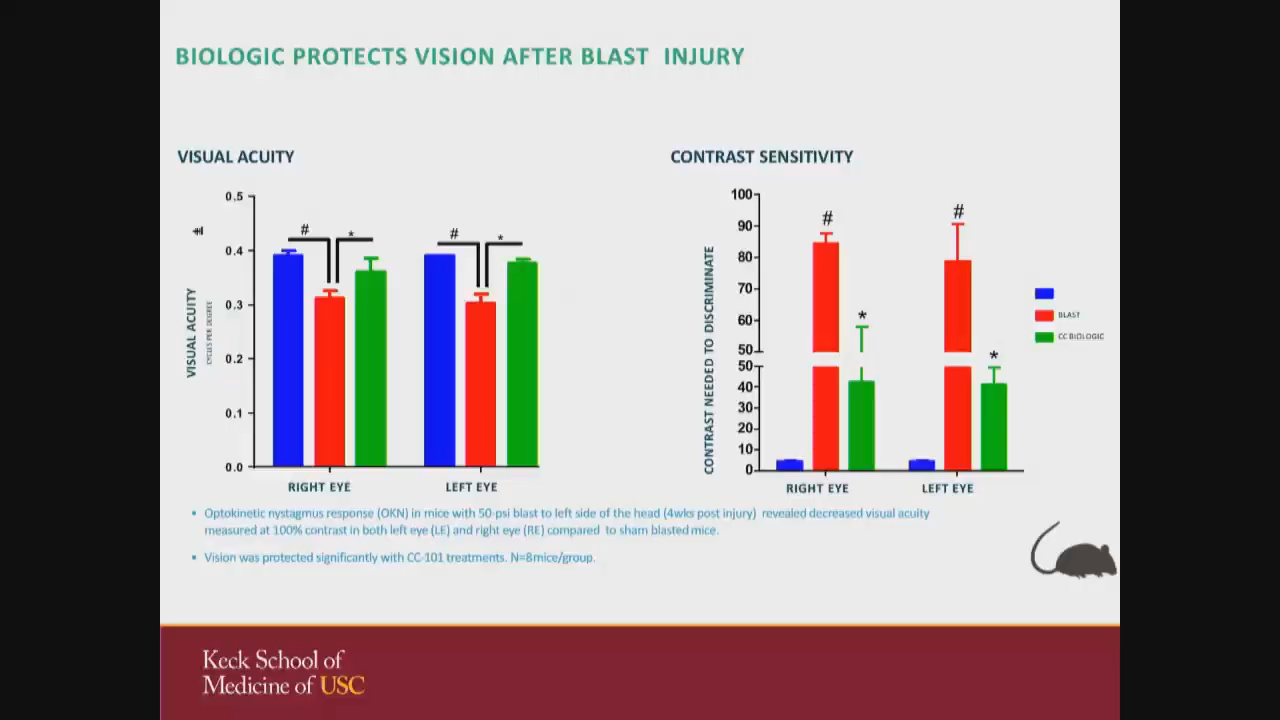 BIOLOGIC PROTECTS VISION AFTER BLAST INJURY
VISUAL ACUITY
0.5
0.4
0.3
0.2
0.1
0.0
±
VISUAL ACUITY
CYCLES PER DEGREE
#
*
#
*
RIGHT EYE
LEFT EYE
CONTRAST SENSITIVITY
CONTRAST NEEDED TO DISCRIMINATE
100
90
80
70
60
50
50
40
30
20
10
0
#
*
#
*
RIGHT EYE
LEFT EYE
BLAST
CC BIOLOGIC
• Optokinetic nystagmus response (OKN) in mice with 50-psi blast to left side of the head (4wks post injury) revealed decreased visual acuity
measured at 100% contrast in both left eye (LE) and right eye (RE) compared to sham blasted mice.
• Vision was protected significantly with CC-101 treatments. N=8mice/group.
Keck School of
Medicine of USC